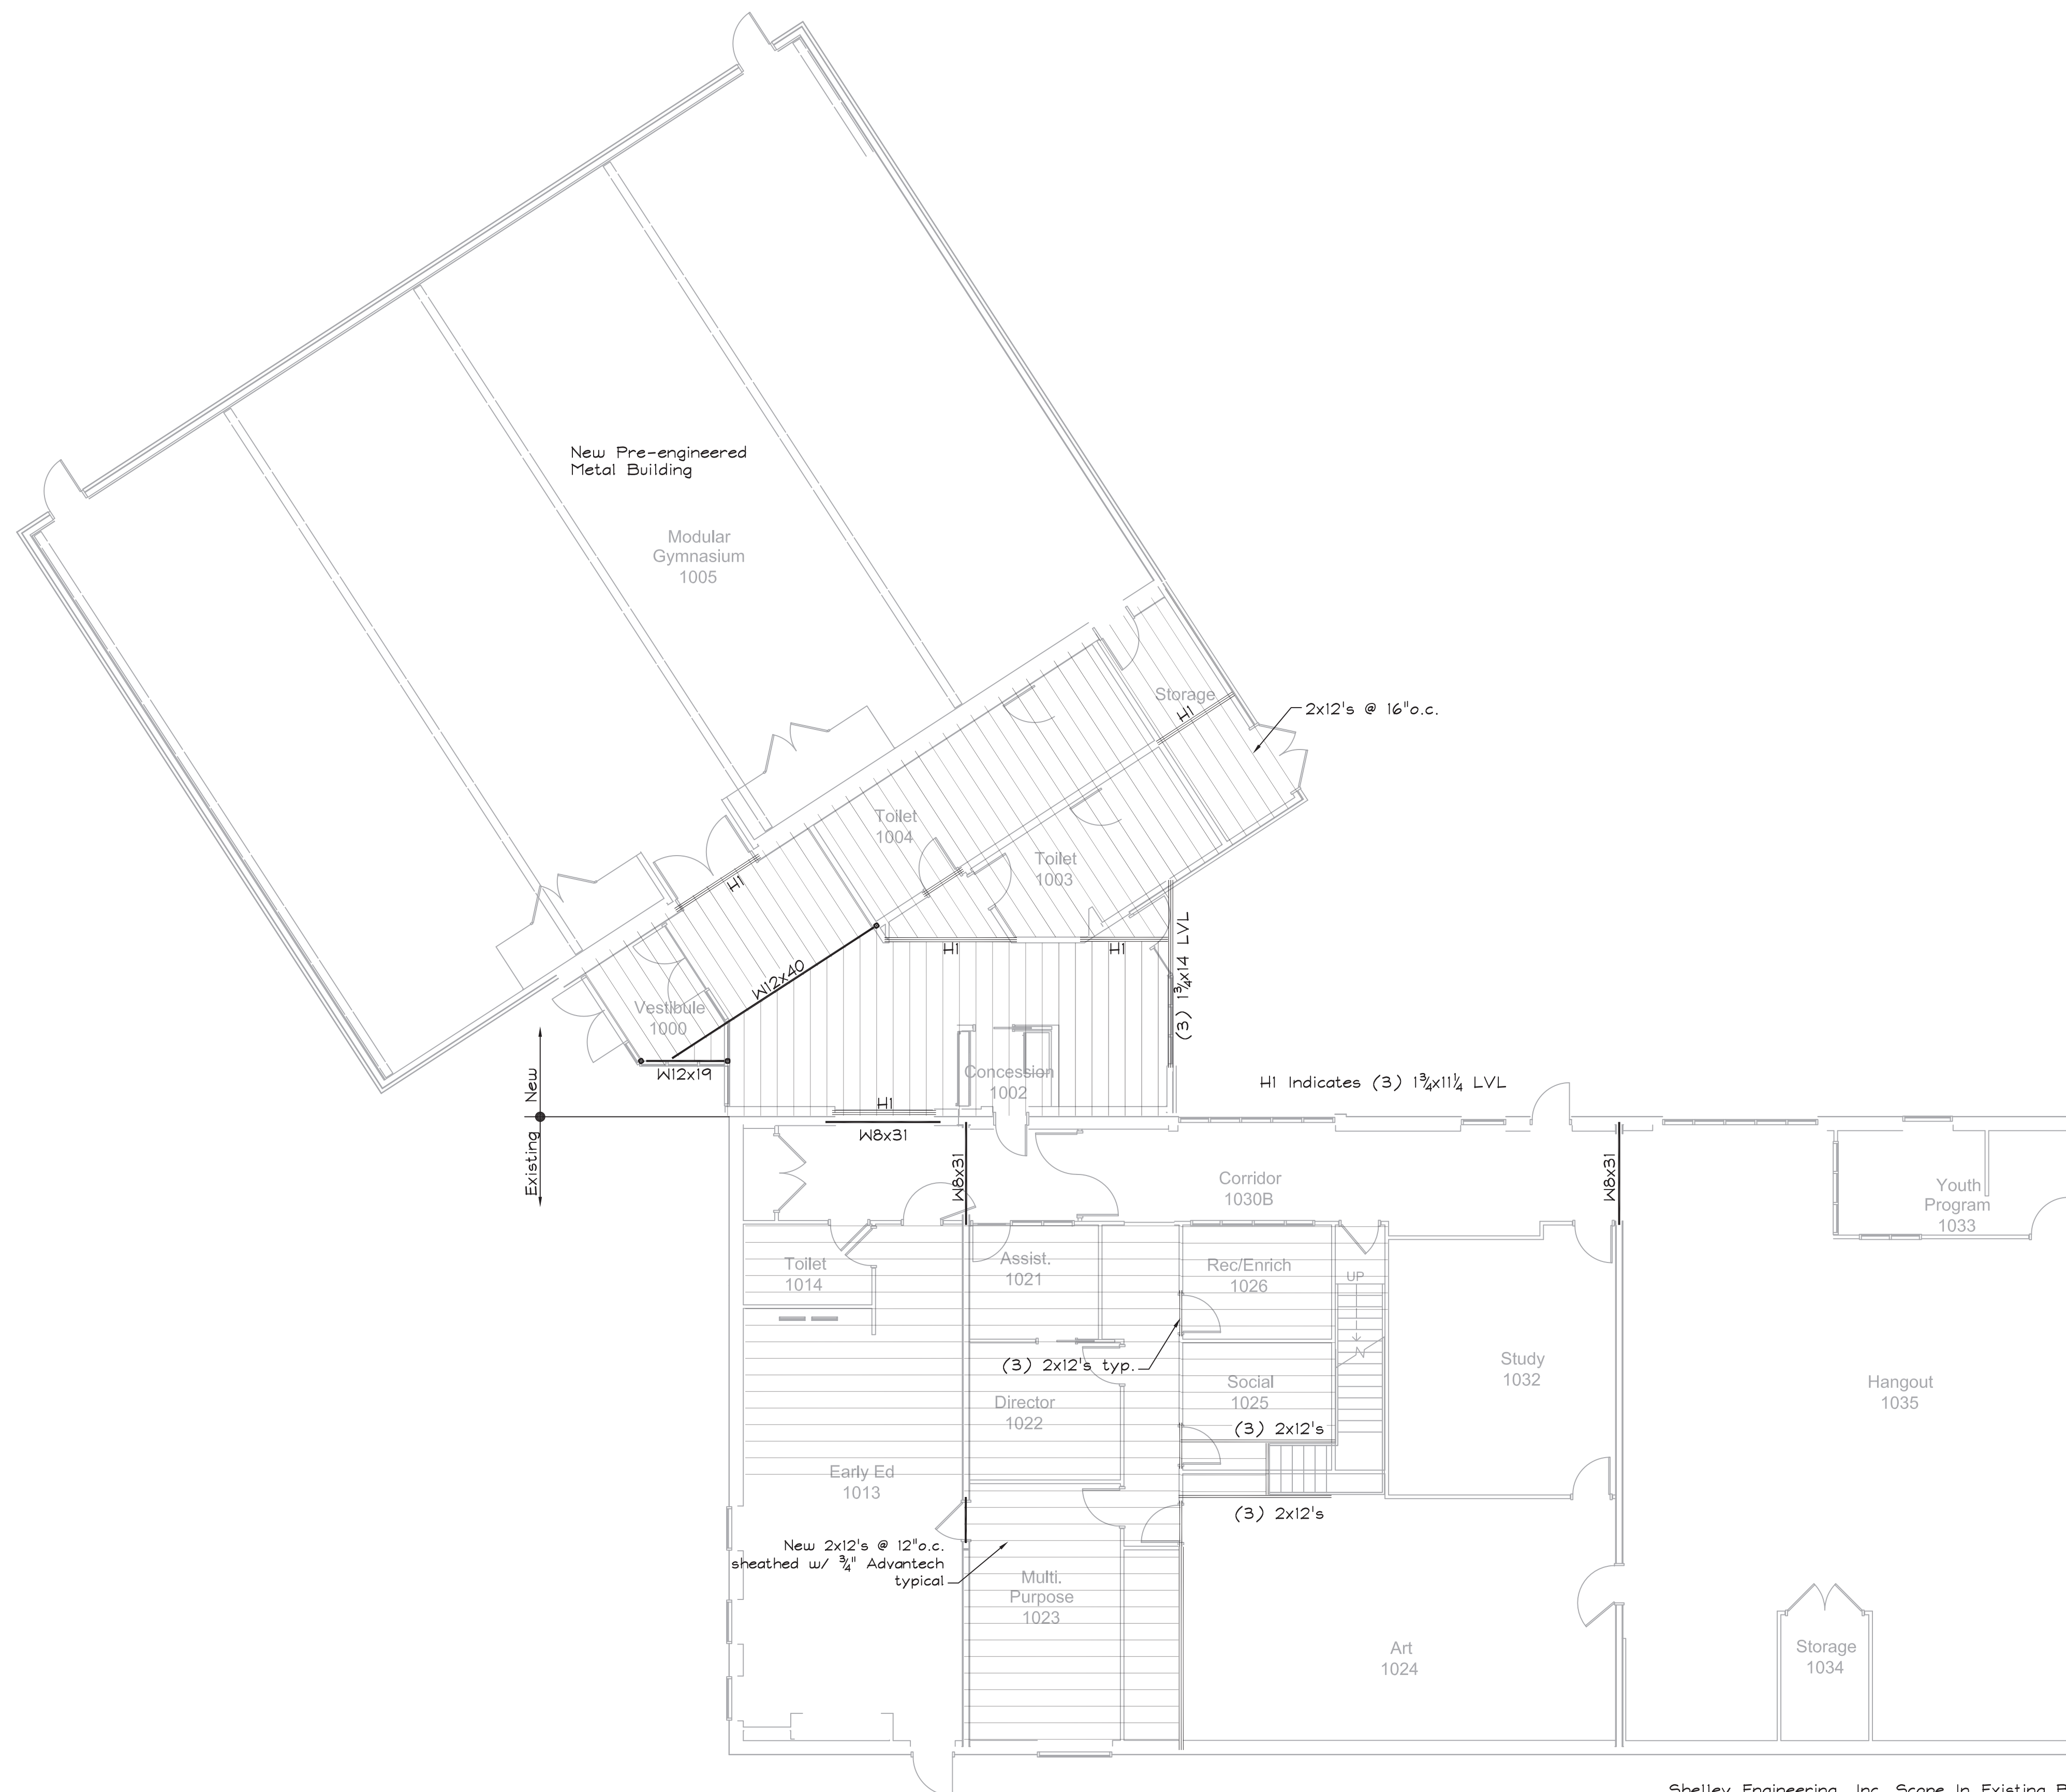 New Pre-engineered
Metal Building
Modular
Gymnasium
1005
Storage
H1
2x12's @ 16"o.c.
Toilet
1004
Toilet
1003
H1
W12x40
H1
H1
(3) 1¾x14 LVL
Vestibule
1000
W12x19
Concession
1002
New
Existing
H1
W8x31
H1 Indicates (3) 1¾x11¼ LVL
W8x31
Corridor
1030B
W8x31
Youth
Program
1033
Toilet
1014
Assist.
1021
Rec/Enrich
1026
UP
(3) 2x12's typ.
Study
1032
Director
1022
Social
1025
(3) 2x12's
Hangout
1035
Early Ed
1013
(3) 2x12's
New 2x12's @ 12"o.c.
sheathed w/ ¾" Advantech
typical
Multi.
Purpose
1023
Art
1024
Storage
1034